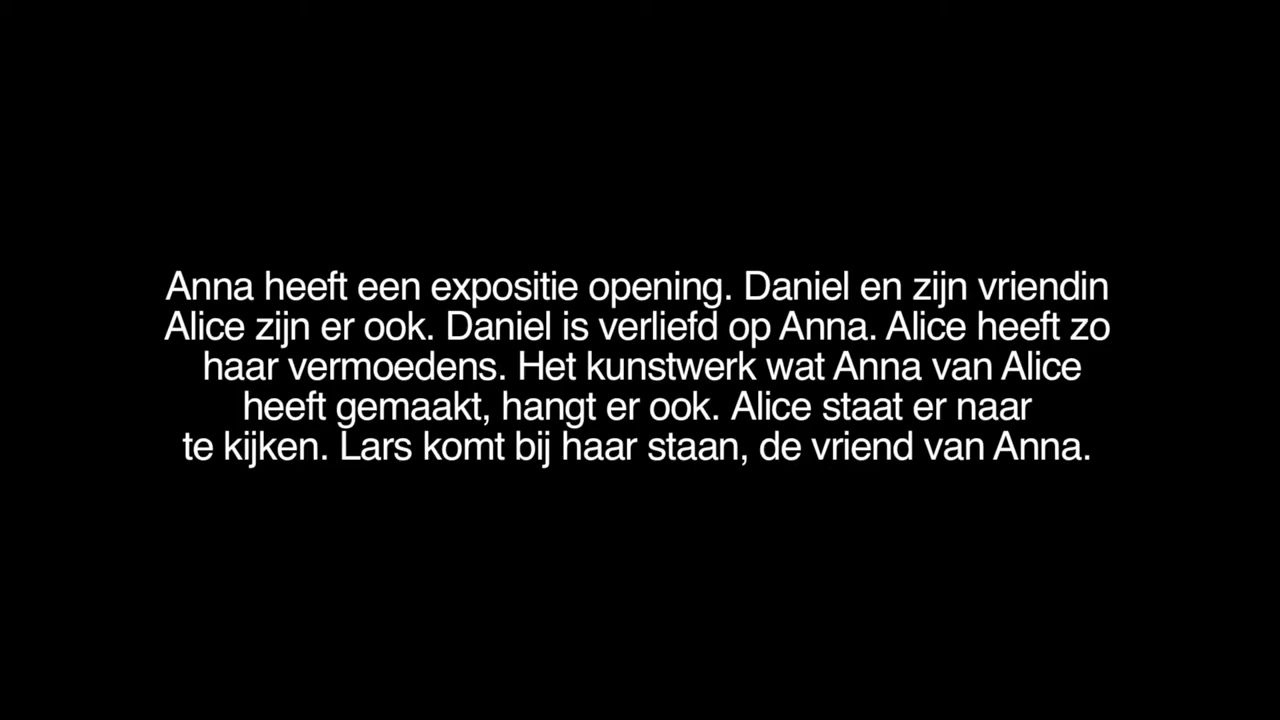 Anna heeft een expositie opening. Daniel en zijn vriendin
Alice zijn er ook. Daniel is verliefd op Anna. Alice heeft zo
haar vermoedens. Het kunstwerk wat Anna van Alice
heeft gemaakt, hangt er ook. Alice staat er naar
te kijken. Lars komt bij haar staan, de vriend van Anna.